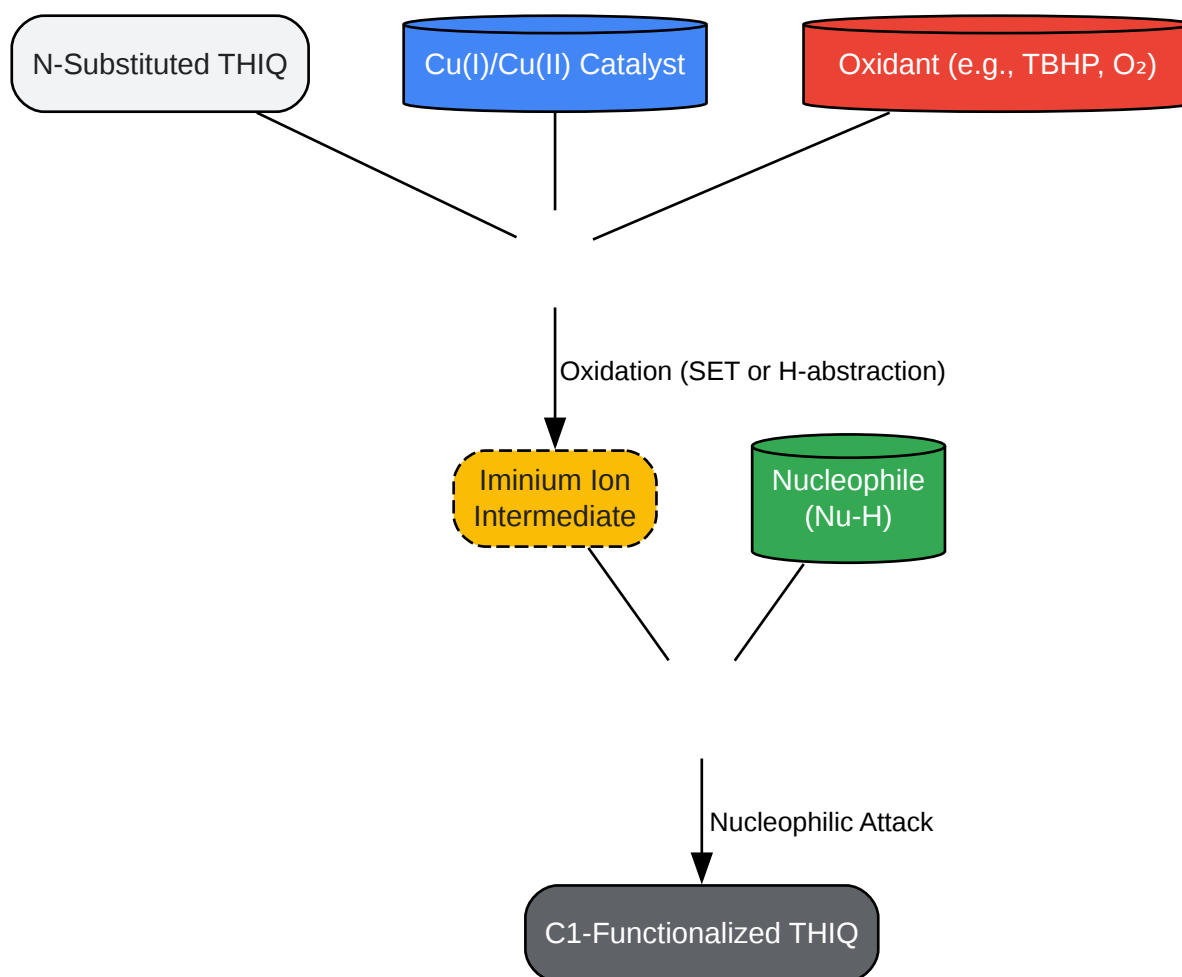 N-Substituted THIQ
Cu(I)/Cu(II) Catalyst
Oxidant (e.g., TBHP, O₂)
Oxidation (SET or H-abstraction)
Iminium Ion
Intermediate
Nucleophile
(Nu-H)
Nucleophilic Attack
C1-Functionalized THIQ